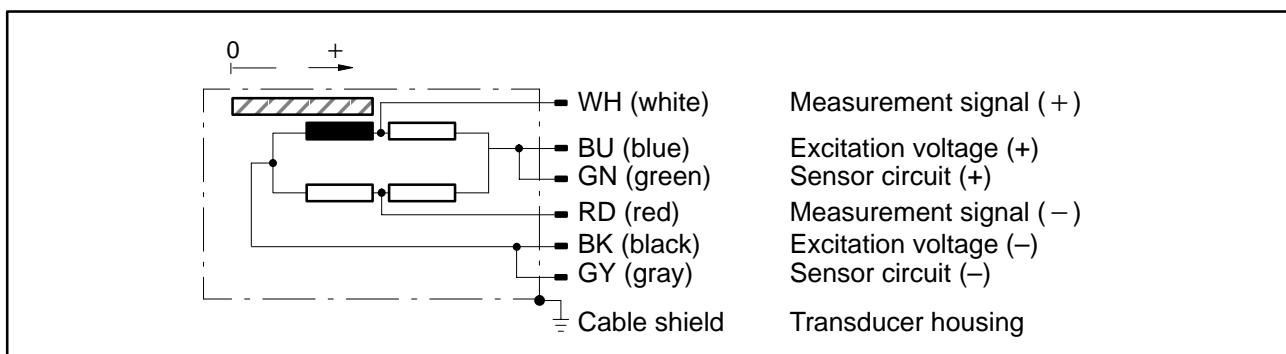 0 +
WH (white) Measurement signal (+)
BU (blue) Excitation voltage (+)
GN (green) Sensor circuit (+)
RD (red) Measurement signal (−)
BK (black) Excitation voltage (–)
GY (gray) Sensor circuit (–)
Cable shield Transducer housing